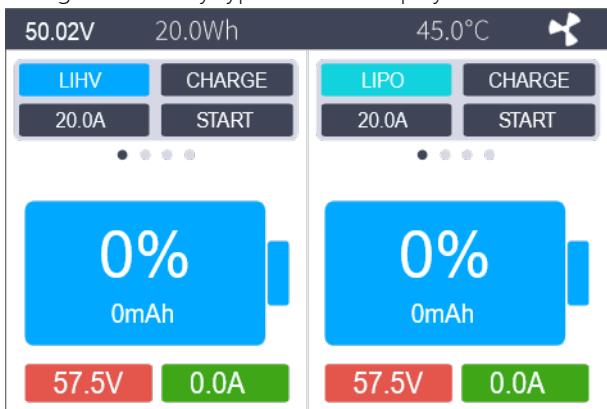 50.02V 20.0Wh 45.0°C
LIHV CHARGE LIPO CHARGE
20.0A START 20.0A START
0% 0%
0mAh 0mAh
57.5V 0.0A 57.5V 0.0A